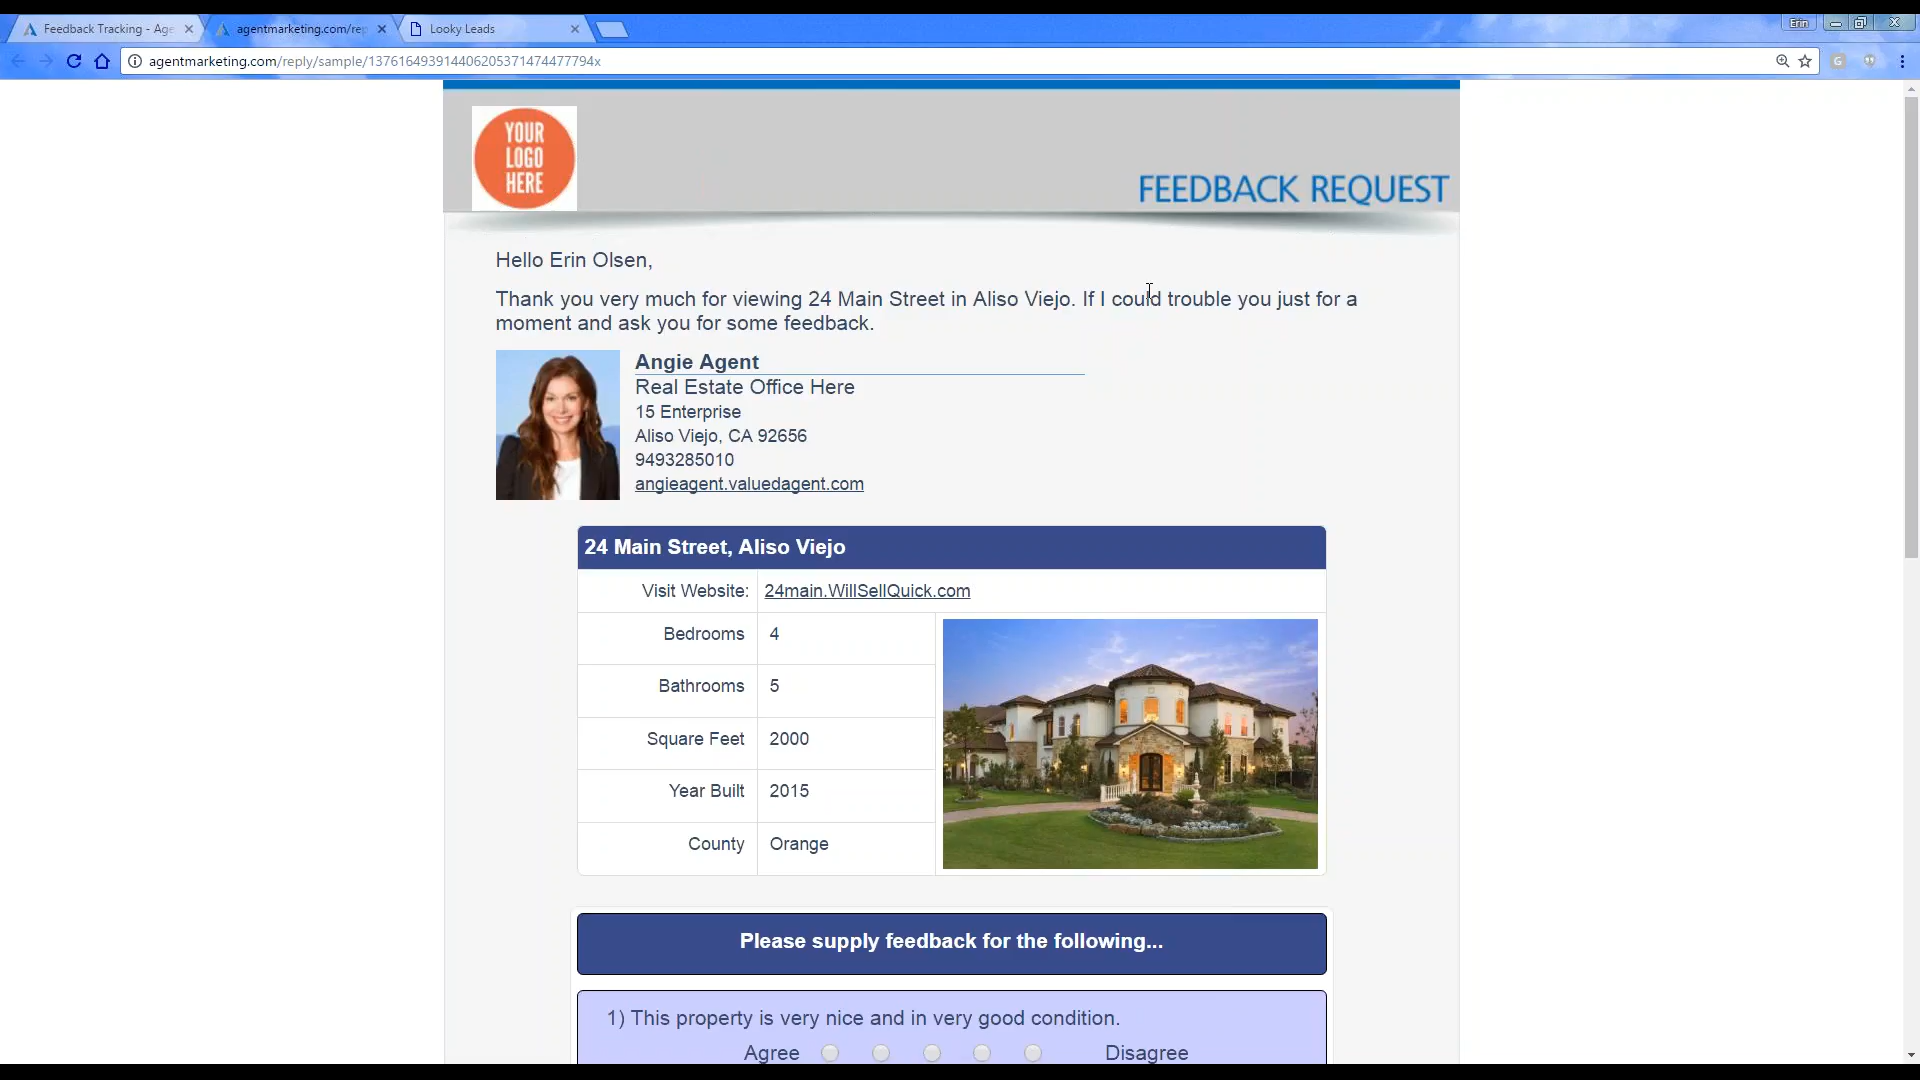 Feedback Tracking - Age
agentmarketing.com/rep
Looky Leads
Erin
agentmarketing.com/reply/sample/137616493914406205371474477794x
G
YOUR
LOGO
HERE
FEEDBACK REQUEST
Hello Erin Olsen,
Thank you very much for viewing 24 Main Street in Aliso Viejo. If I could trouble you just for a
moment and ask you for some feedback.
Angie Agent
Real Estate Office Here
15 Enterprise
Aliso Viejo, CA 92656
9493285010
angieagent.valuedagent.com
24 Main Street, Aliso Viejo
Visit Website: 24main.WillSellQuick.com
Bedrooms 4
Bathrooms 5
Square Feet 2000
Year Built 2015
County Orange
Please supply feedback for the following...
1) This property is very nice and in very good condition.
Agree Disagree